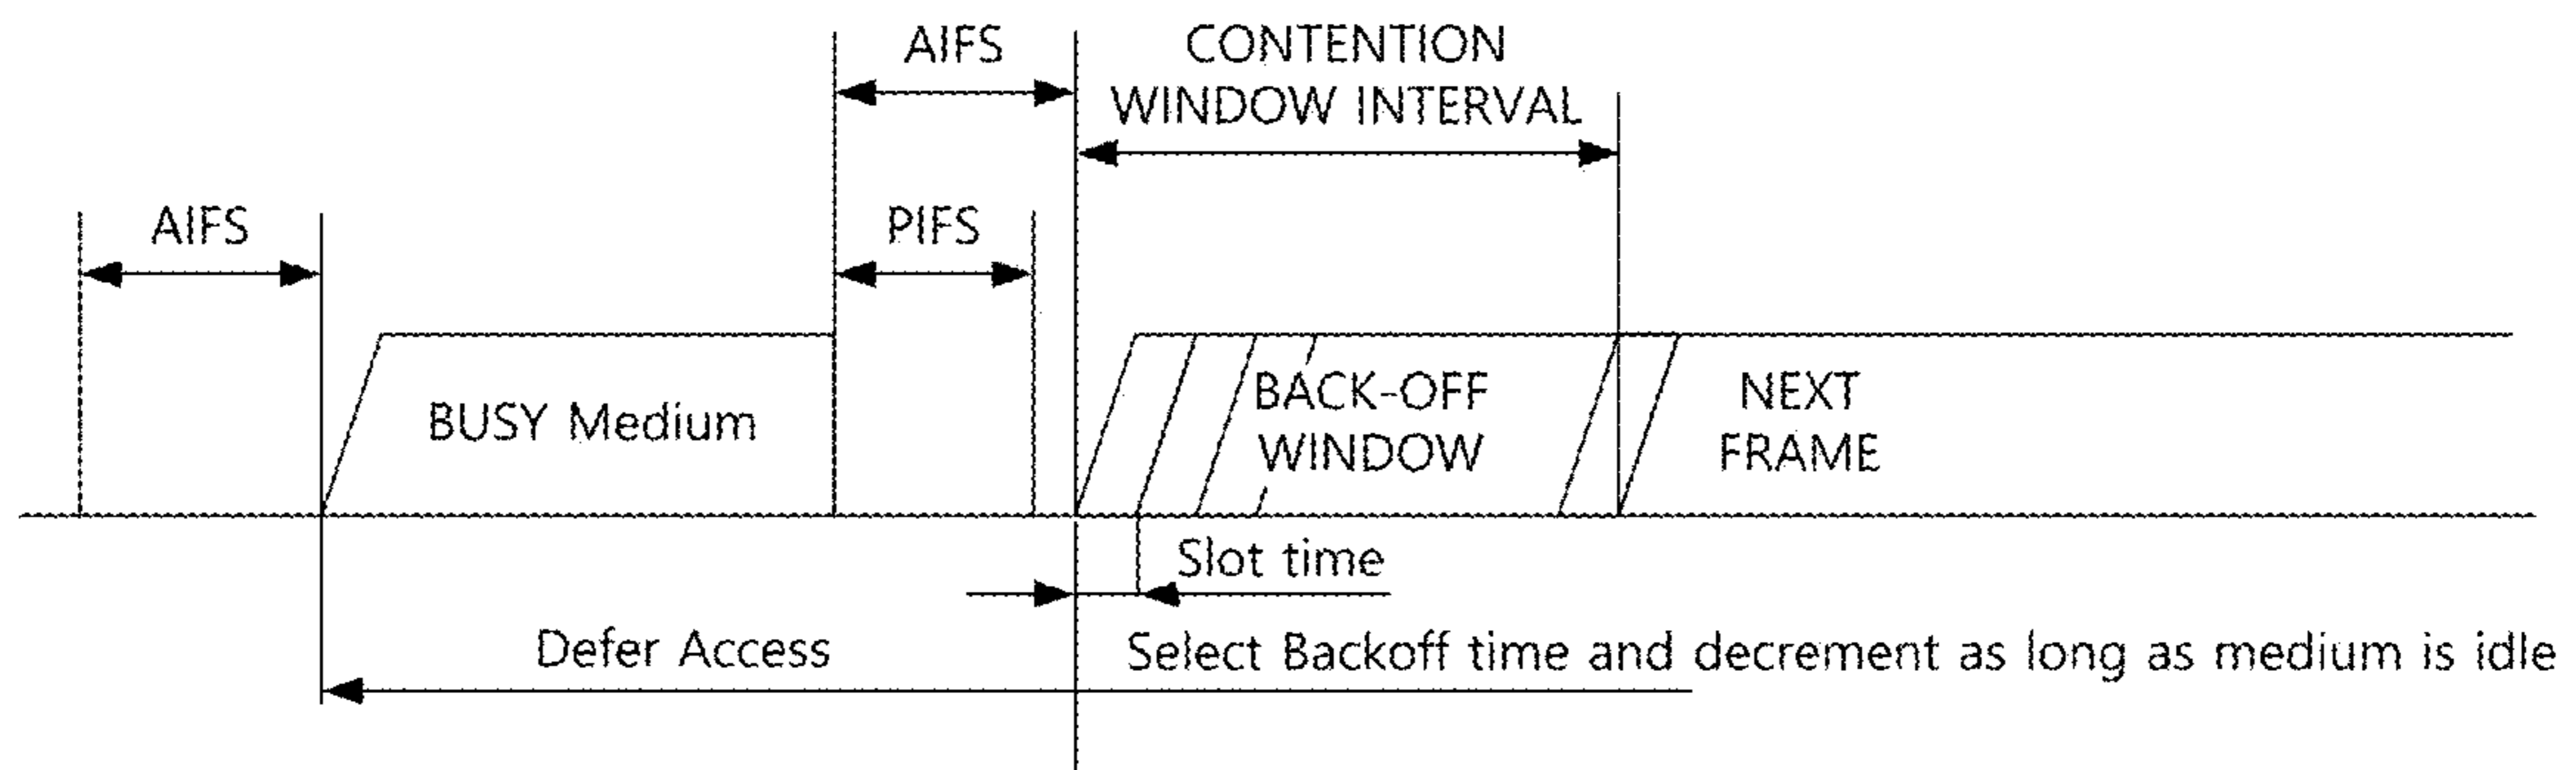 AIFS
CONTENTION
WINDOW INTERVAL
AIFS
PIFS
BUSY Medium
BACK-OFF
WINDOW
NEXT
FRAME
Slot time
Defer Access
Select Backoff time and decrement as long as medium is idle